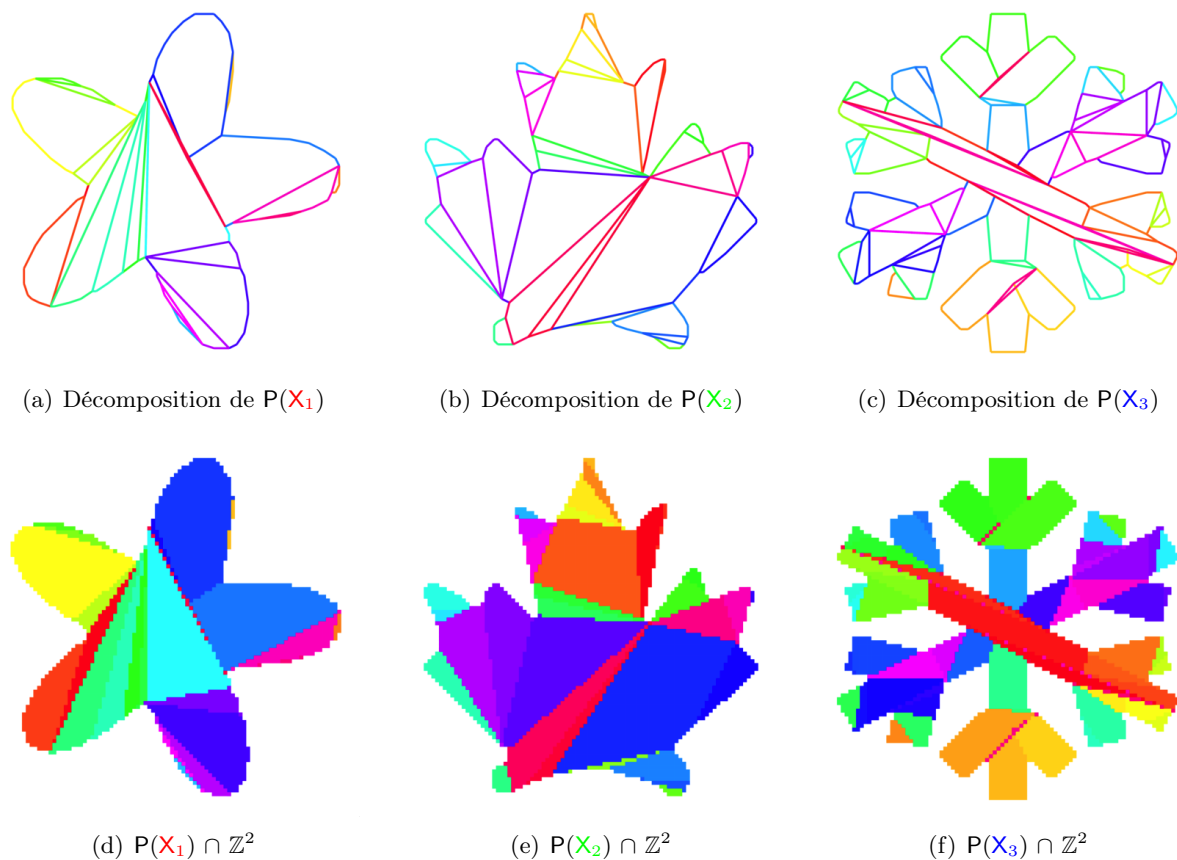 (a) Décomposition de P(X₁)
(b) Décomposition de P(X₂)
(c) Décomposition de P(X₃)
(d) P(X₁) ∩ ℤ²
(e) P(X₂) ∩ ℤ²
(f) P(X₃) ∩ ℤ²